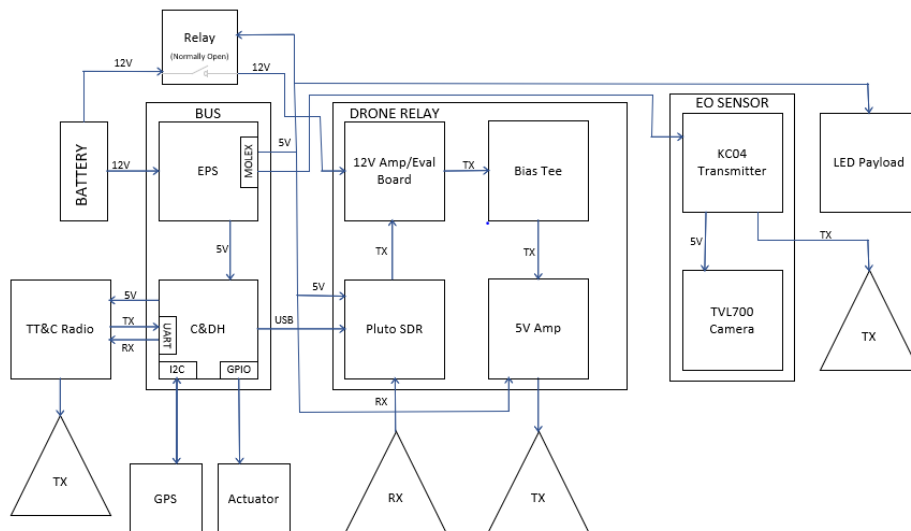 Relay
(Normally Open)
12V
12V
BUS
DRONE RELAY
EO SENSOR
BATTERY
12V
EPS
MOLEX
5V
12V Amp/Eval
Board
TX
Bias Tee
KC04
Transmitter
LED Payload
5V
TX
TX
5V
TX
TT&C Radio
5V
TX
RX
UART
C&DH
I2C
GPIO
USB
5V
Pluto SDR
5V Amp
TVL700
Camera
TX
RX
TX
GPS
Actuator
RX
TX